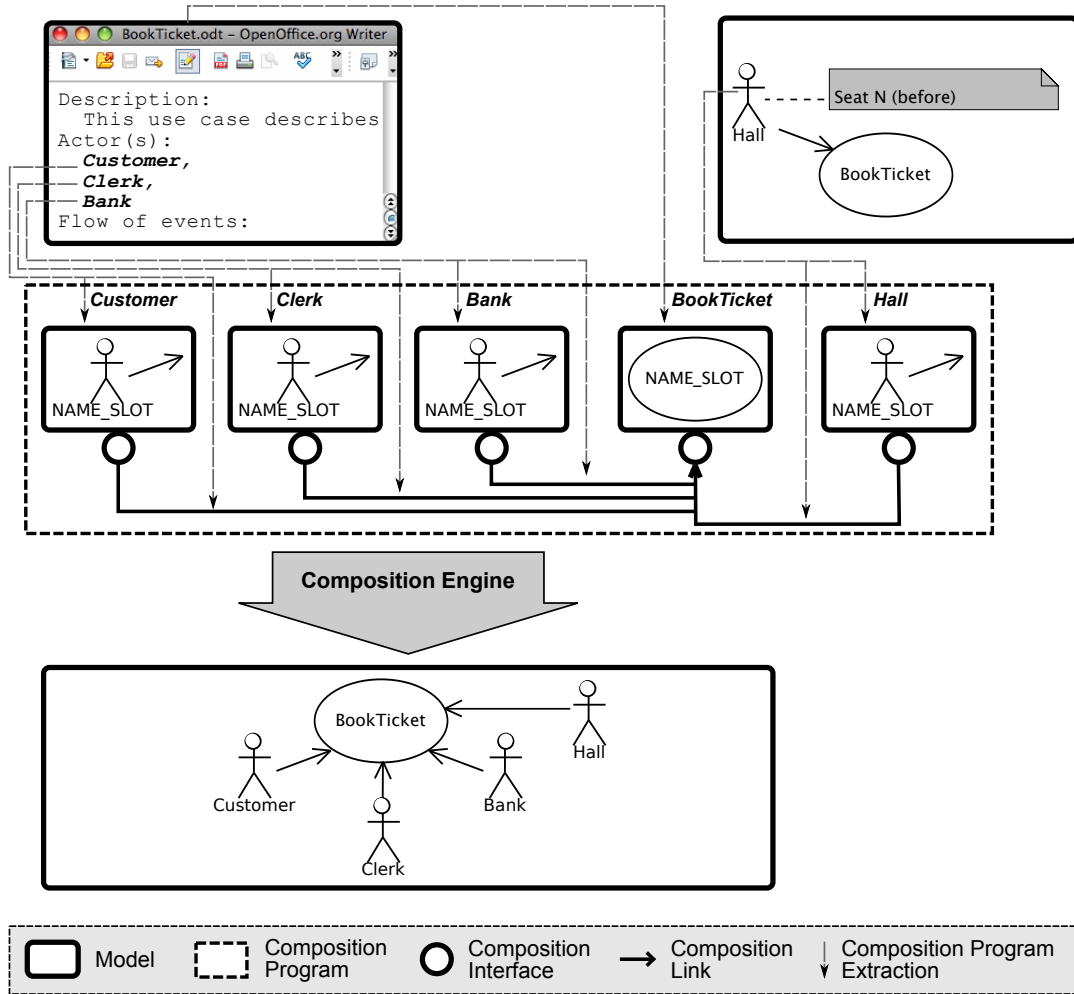 BookTicket.odt – OpenOffice.org Writer
ABC
»
»
PDF
Description:
This use case describes
Actor(s):
Customer,
Clerk,
Bank
Flow of events:
Seat N (before)
Hall
BookTicket
Customer
Clerk
Bank
BookTicket
Hall
NAME_SLOT
NAME_SLOT
NAME_SLOT
NAME_SLOT
NAME_SLOT
Composition Engine
BookTicket
Hall
Customer
Bank
Clerk
Model
Composition
Program
Composition
Interface
Composition
Link
Composition Program
Extraction